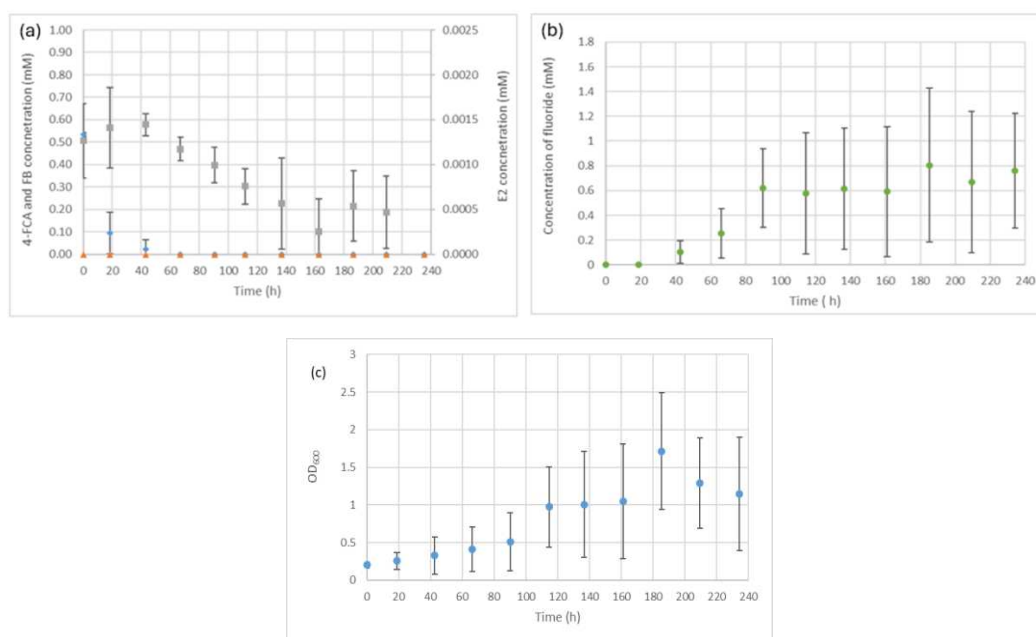 (a)
1.00
0.90
0.80
0.70
0.60
0.50
0.40
0.30
0.20
0.10
0.00
4-FCA and FB concnetration (mM)
0.0025
0.0020
0.0015
0.0010
0.0005
0.0000
E2 concnetration (mM)
0 20 40 60 80 100 120 140 160 180 200 220 240
Time (h)
(b)
1.8
1.6
1.4
1.2
1
0.8
0.6
0.4
0.2
0
Concentration of fluoride (mM)
0 20 40 60 80 100 120 140 160 180 200 220 240
Time ( h)
(c)
3
2.5
2
1.5
1
0.5
0
OD600
0 20 40 60 80 100 120 140 160 180 200 220 240
Time (h)